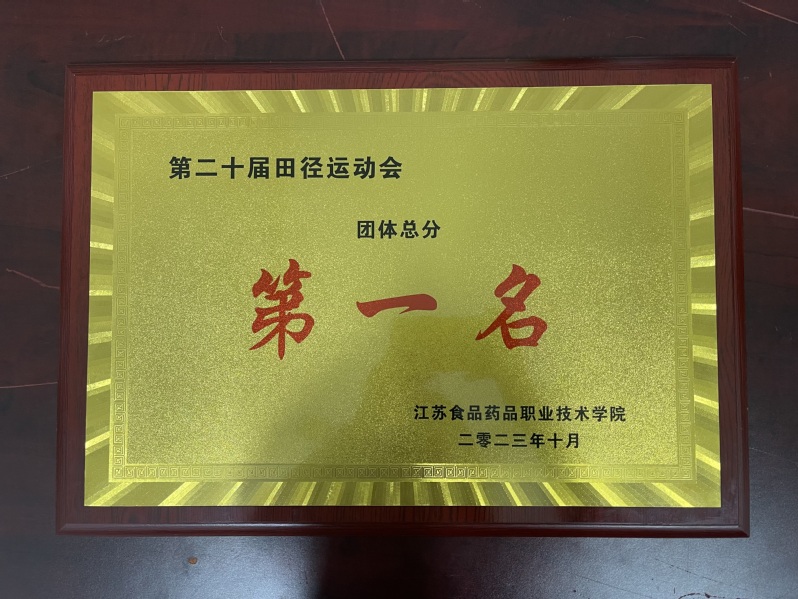 第二十届田径运动会
团体总分
第一名
江苏食品药品职业技术学院
二零二三年十月